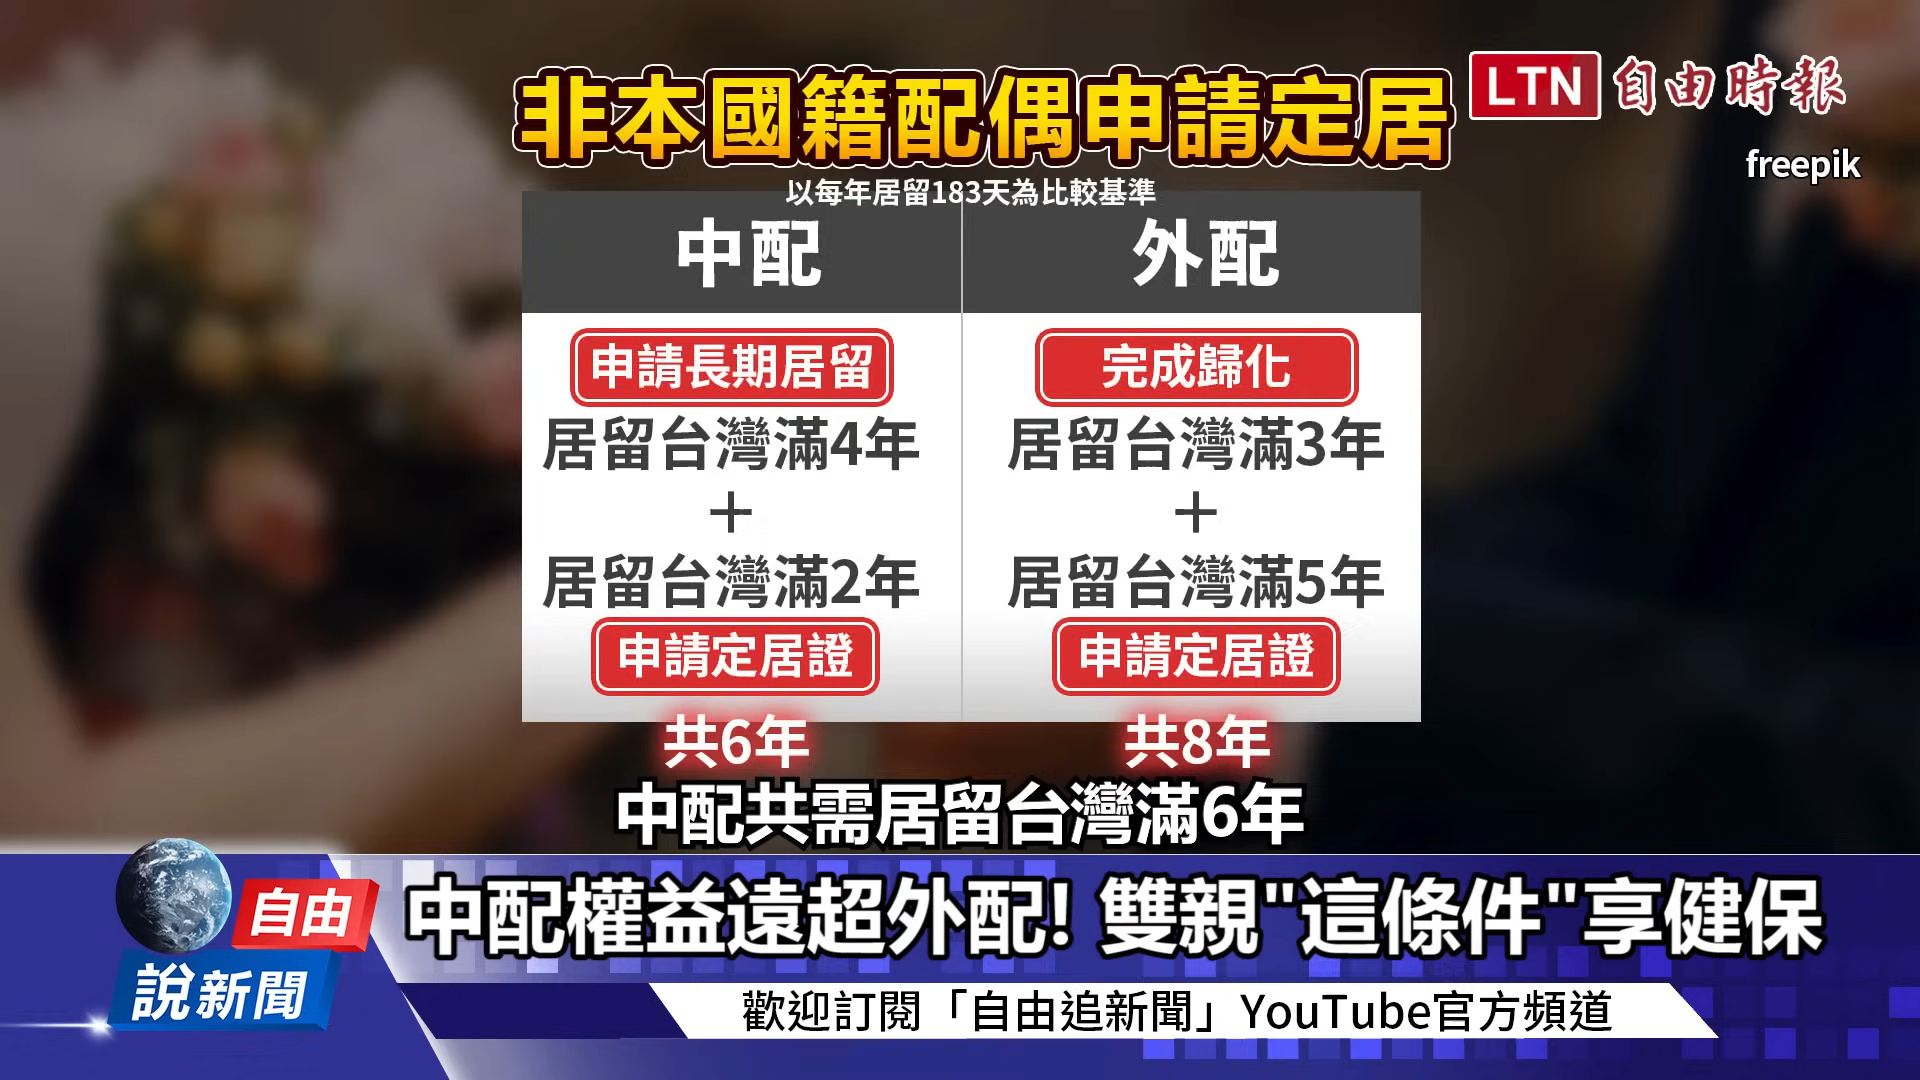 非本國籍配偶申請定居
LTN 自由時報
freepik
以每年居留183天為比較基準
中配
外配
申請長期居留
居留台灣滿4年
+
居留台灣滿2年
申請定居證
共6年
完成歸化
居留台灣滿3年
+
居留台灣滿5年
申請定居證
共8年
中配共需居留台灣滿6年
自由
說新聞
中配權益遠超外配! 雙親"這條件"享健保
歡迎訂閱「自由追新聞」YouTube官方頻道